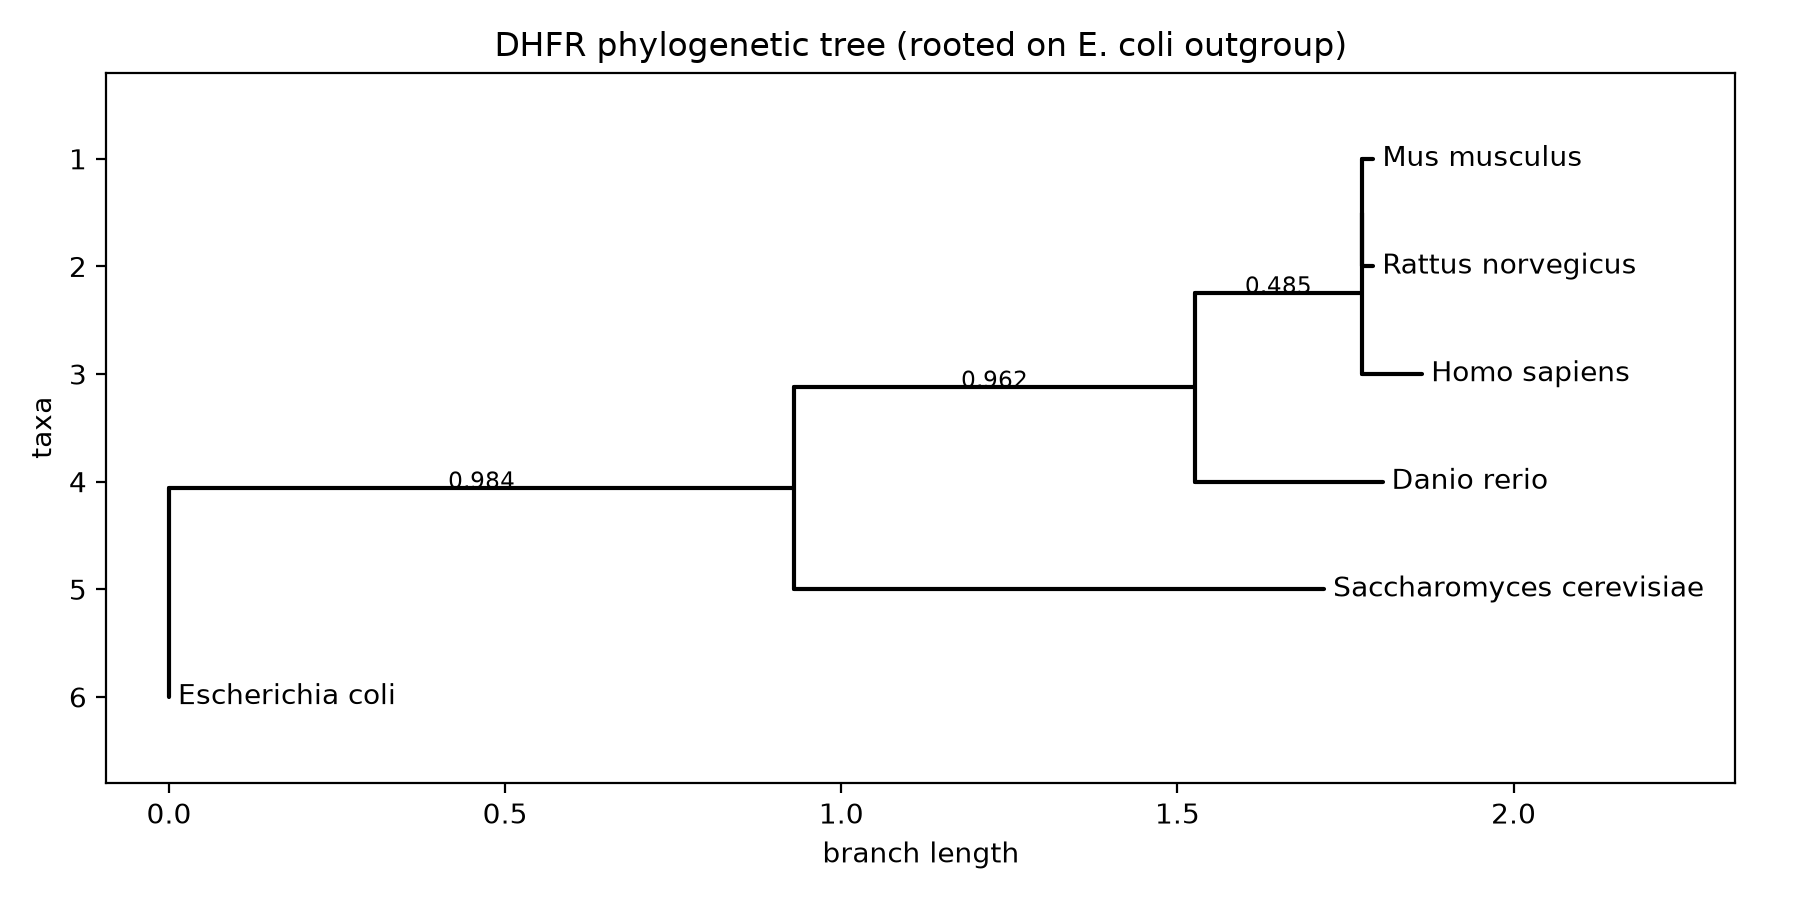 DHFR phylogenetic tree (rooted on E. coli outgroup)
1
Mus musculus
2
Rattus norvegicus
0.485
3
Homo sapiens
0.962
taxa
4
0.984
Danio rerio
5
Saccharomyces cerevisiae
6
Escherichia coli
0.0 0.5 1.0 1.5 2.0
branch length